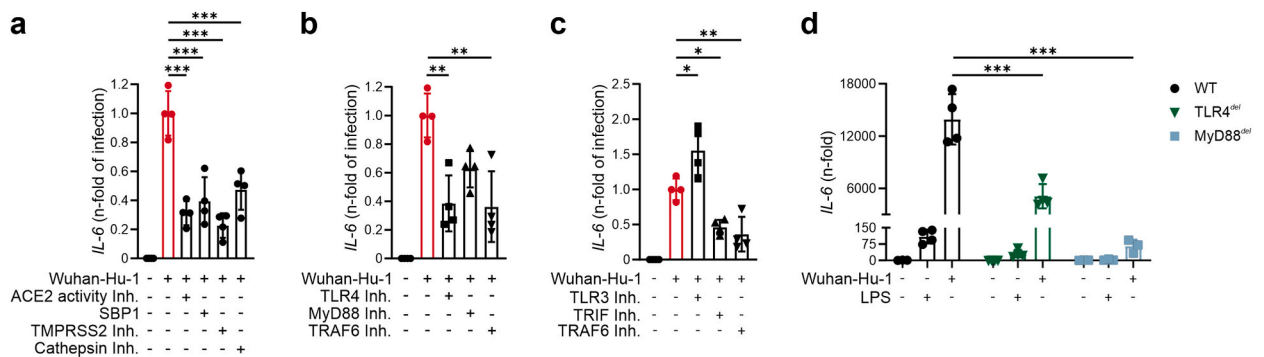 a
***
***
***
***
IL-6 (n-fold of infection)
1.2
1.0
0.8
0.6
0.4
0.2
0
Wuhan-Hu-1 - + + + + +
ACE2 activity Inh. - - + - - -
SBP1 - - - + - -
TMPRSS2 Inh. - - - - + -
Cathepsin Inh. - - - - - +
b
**
**
IL-6 (n-fold of infection)
1.2
1.0
0.8
0.6
0.4
0.2
0
Wuhan-Hu-1 - + + + +
TLR4 Inh. - - + - -
MyD88 Inh. - - - + -
TRAF6 Inh. - - - - +
c
**
*
*
IL-6 (n-fold of infection)
2.5
2.0
1.5
1.0
0.5
0
Wuhan-Hu-1 - + + + +
TLR3 Inh. - - + - -
TRIF Inh. - - - + -
TRAF6 Inh. - - - - +
d
***
***
IL-6 (n-fold)
18000
12000
6000
150
75
0
Wuhan-Hu-1 - - + - - + - - +
LPS - + - - + - - + -
WT
TLR4del
MyD88del